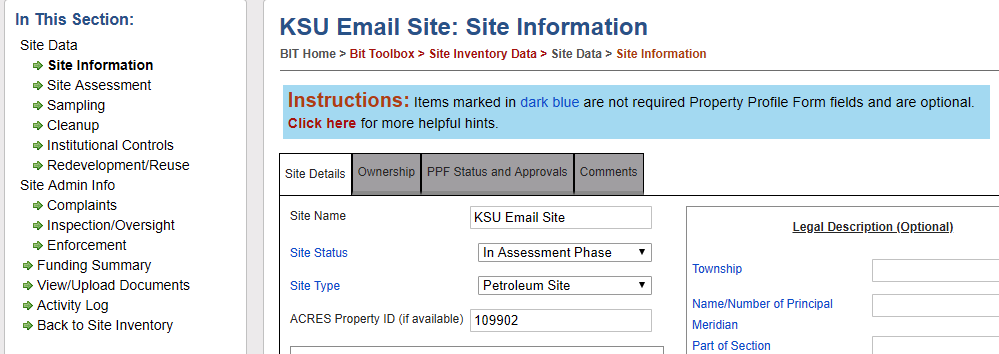 In This Section:
Site Data
Site Information
Site Assessment
Sampling
Cleanup
Institutional Controls
Redevelopment/Reuse
Site Admin Info
Complaints
Inspection/Oversight
Enforcement
Funding Summary
View/Upload Documents
Activity Log
Back to Site Inventory
KSU Email Site: Site Information
BIT Home > Bit Toolbox > Site Inventory Data > Site Data > Site Information
Instructions: Items marked in dark blue are not required Property Profile Form fields and are optional.
Click here for more helpful hints.
Site Details Ownership PPF Status and Approvals Comments
Site Name KSU Email Site
Site Status In Assessment Phase
Site Type Petroleum Site
ACRES Property ID (if available) 109902
Legal Description (Optional)
Township
Name/Number of Principal
Meridian
Part of Section